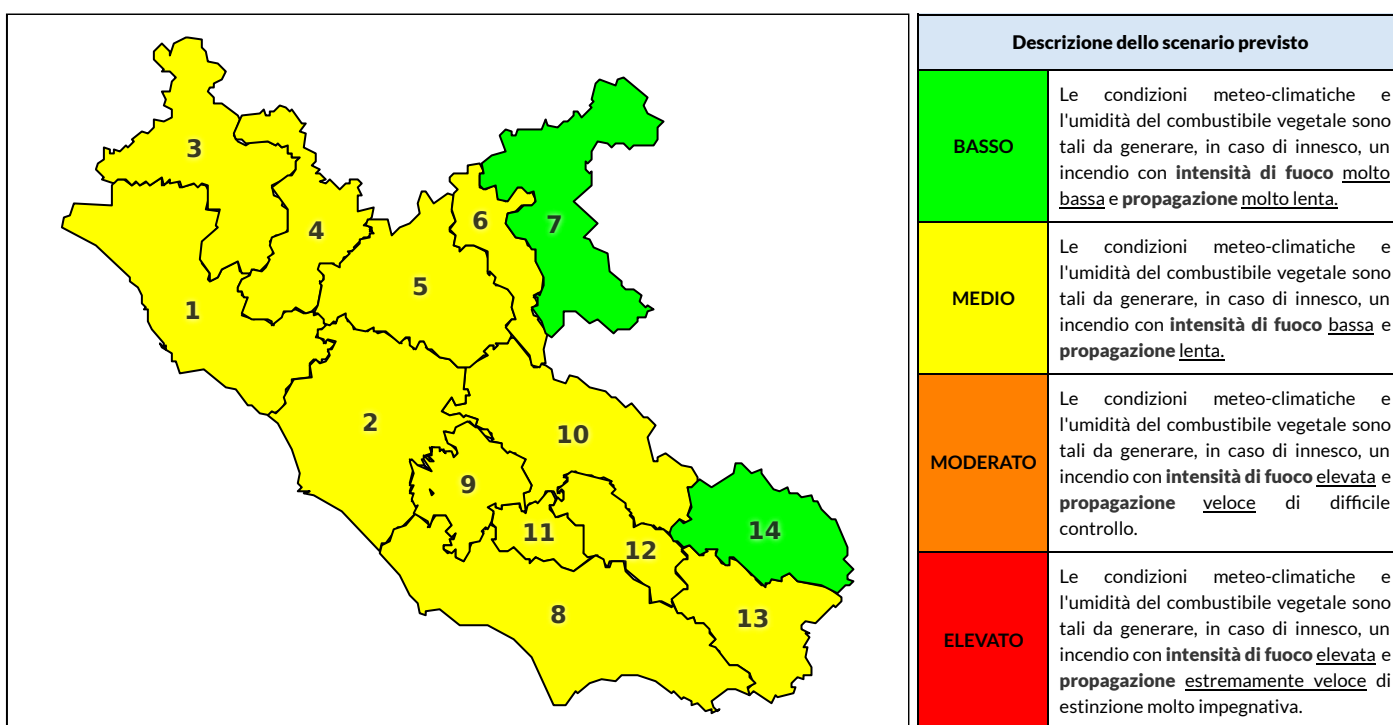 3
4
6
7
5
1
2
10
9
11
12
14
8
13
Descrizione dello scenario previsto
BASSO
Le condizioni meteo-climatiche e
l'umidità del combustibile vegetale sono
tali da generare, in caso di innesco, un
incendio con intensità di fuoco molto
bassa e propagazione molto lenta.
MEDIO
Le condizioni meteo-climatiche e
l'umidità del combustibile vegetale sono
tali da generare, in caso di innesco, un
incendio con intensità di fuoco bassa e
propagazione lenta.
MODERATO
Le condizioni meteo-climatiche e
l'umidità del combustibile vegetale sono
tali da generare, in caso di innesco, un
incendio con intensità di fuoco elevata e
propagazione veloce di difficile
controllo.
ELEVATO
Le condizioni meteo-climatiche e
l'umidità del combustibile vegetale sono
tali da generare, in caso di innesco, un
incendio con intensità di fuoco elevata e
propagazione estremamente veloce di
estinzione molto impegnativa.